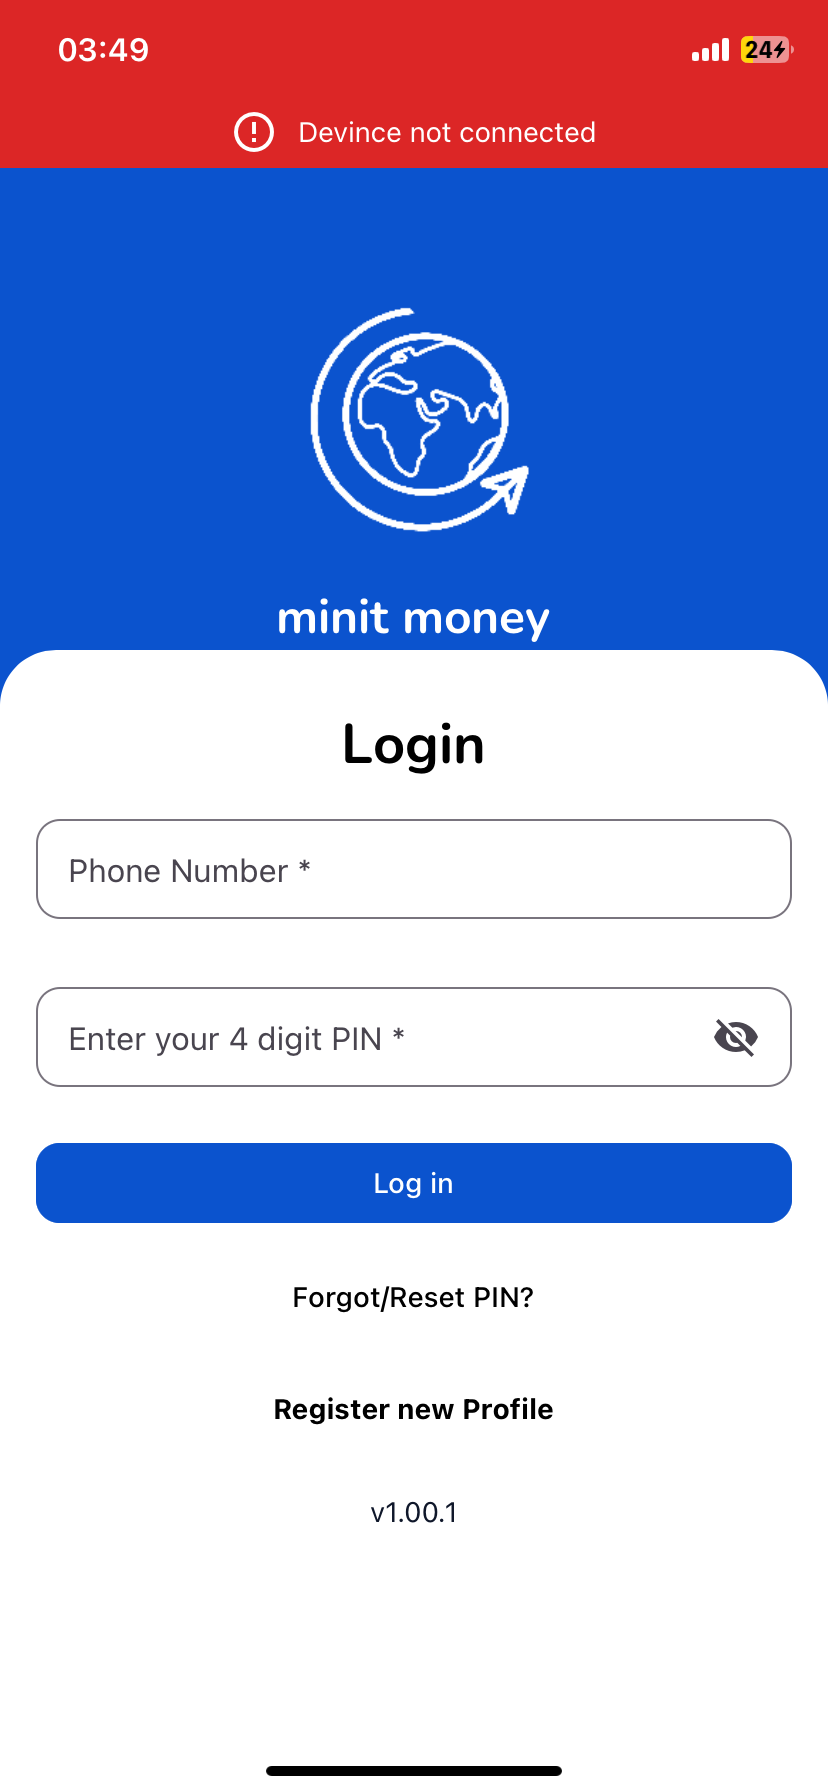 03:49
24
Devince not connected
minit money
Login
Phone Number *
Enter your 4 digit PIN *
Log in
Forgot/Reset PIN?
Register new Profile
v1.00.1